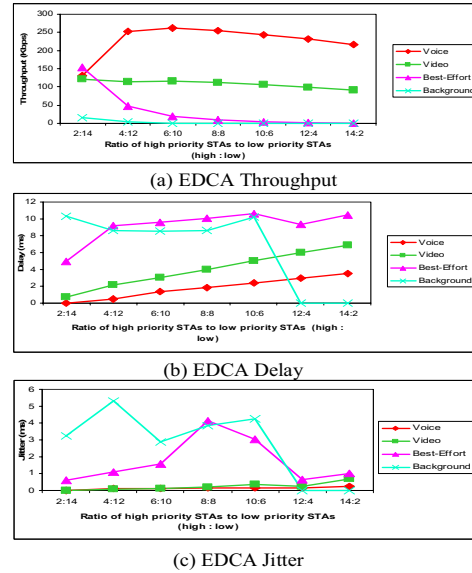 300
250
200
150
100
50
0
Throughput (Kbps)
2:14 4:12 6:10 8:8 10:6 12:4 14:2
Ratio of high priority STAs to low priority STAs
(high : low)
Voice
Video
Best-Effort
Background
(a) EDCA Throughput
12
10
8
6
4
2
0
Delay (ms)
2:14 4:12 6:10 8:8 10:6 12:4 14:2
Ratio of high priority STAs to low priority STAs (high :
low)
Voice
Video
Best-Effort
Background
(b) EDCA Delay
6
5
4
3
2
1
0
Jitter (ms)
2:14 4:12 6:10 8:8 10:6 12:4 14:2
Ratio of high priority STAs to low priority STAs
(high : low)
Voice
Video
Best-Effort
Background
(c) EDCA Jitter